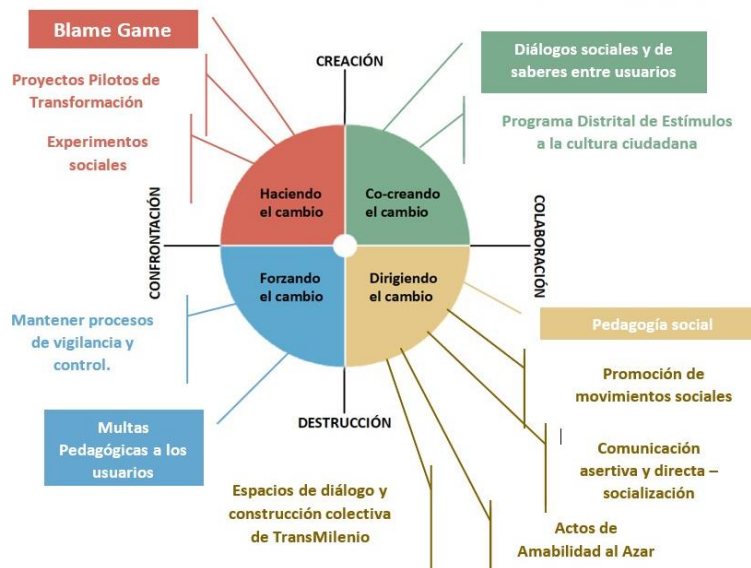 Blame Game
Proyectos Pilotos de
Transformación
Experimentos
sociales
CREACIÓN
Diálogos sociales y de
saberes entre usuarios
Programa Distrital de Estímulos
a la cultura ciudadana
Haciendo
el cambio
Co-creando
el cambio
CONFRONTACIÓN
COLABORACIÓN
Forzando
el cambio
Dirigiendo
el cambio
Mantener procesos
de vigilancia y
control.
Multas
Pedagógicas a los
usuarios
DESTRUCCIÓN
Pedagogía social
Promoción de
movimientos sociales
Comunicación
asertiva y directa –
socialización
Espacios de diálogo y
construcción colectiva
de TransMilenio
Actos de
Amabilidad al Azar